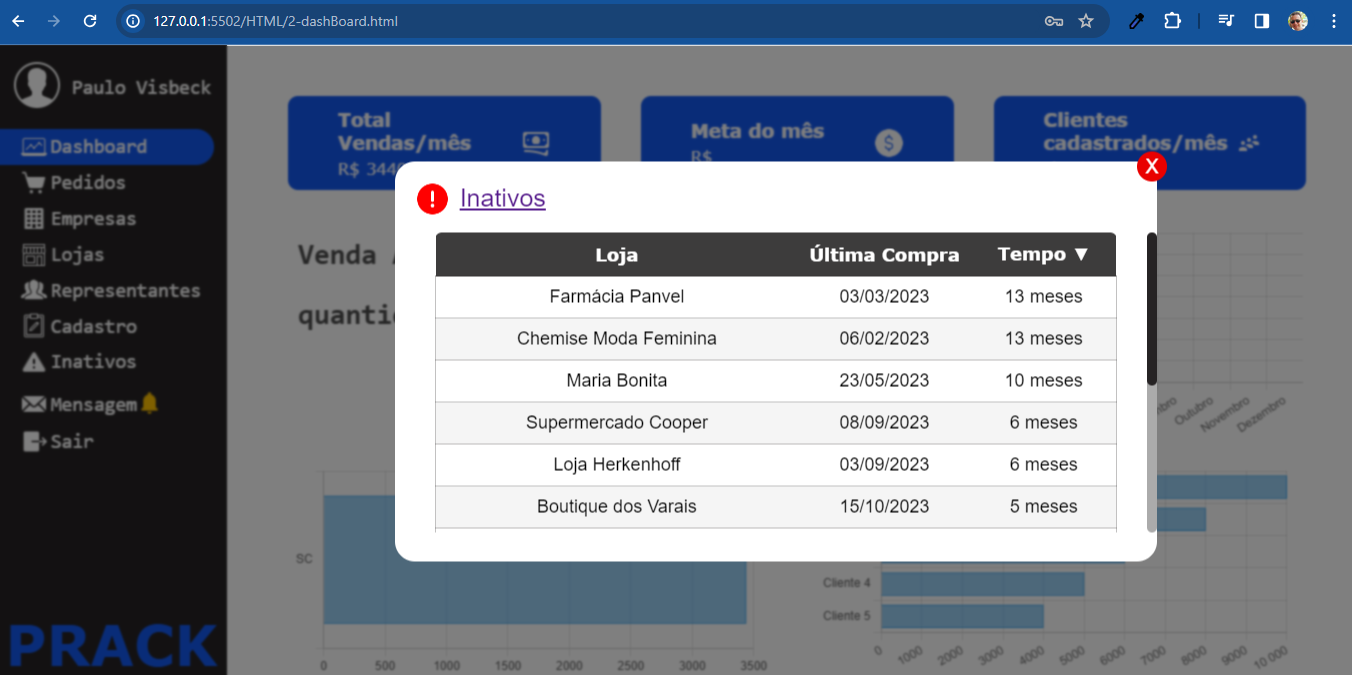 127.0.0.1:5502/HTML/2-dashBoard.html
Paulo Visbeck
Dashboard
Pedidos
Empresas
Lojas
Representantes
Cadastro
Inativos
Mensagem
Sair
PRACK
Total
Vendas/mês
R$ 344
Meta do mês
$
R$
Clientes
cadastrados/mês
Venda
quanti
X
! Inativos
Loja Última Compra Tempo ▼
Farmácia Panvel 03/03/2023 13 meses
Chemise Moda Feminina 06/02/2023 13 meses
Maria Bonita 23/05/2023 10 meses
Supermercado Cooper 08/09/2023 6 meses
Loja Herkenhoff 03/09/2023 6 meses
Boutique dos Varais 15/10/2023 5 meses
Outubro
Novembro
Dezembro
SC
0 500 1000 1500 2000 2500 3000 3500
Cliente 4
Cliente 5
0 1000 2000 3000 4000 5000 6000 7000 8000 9000 10 000